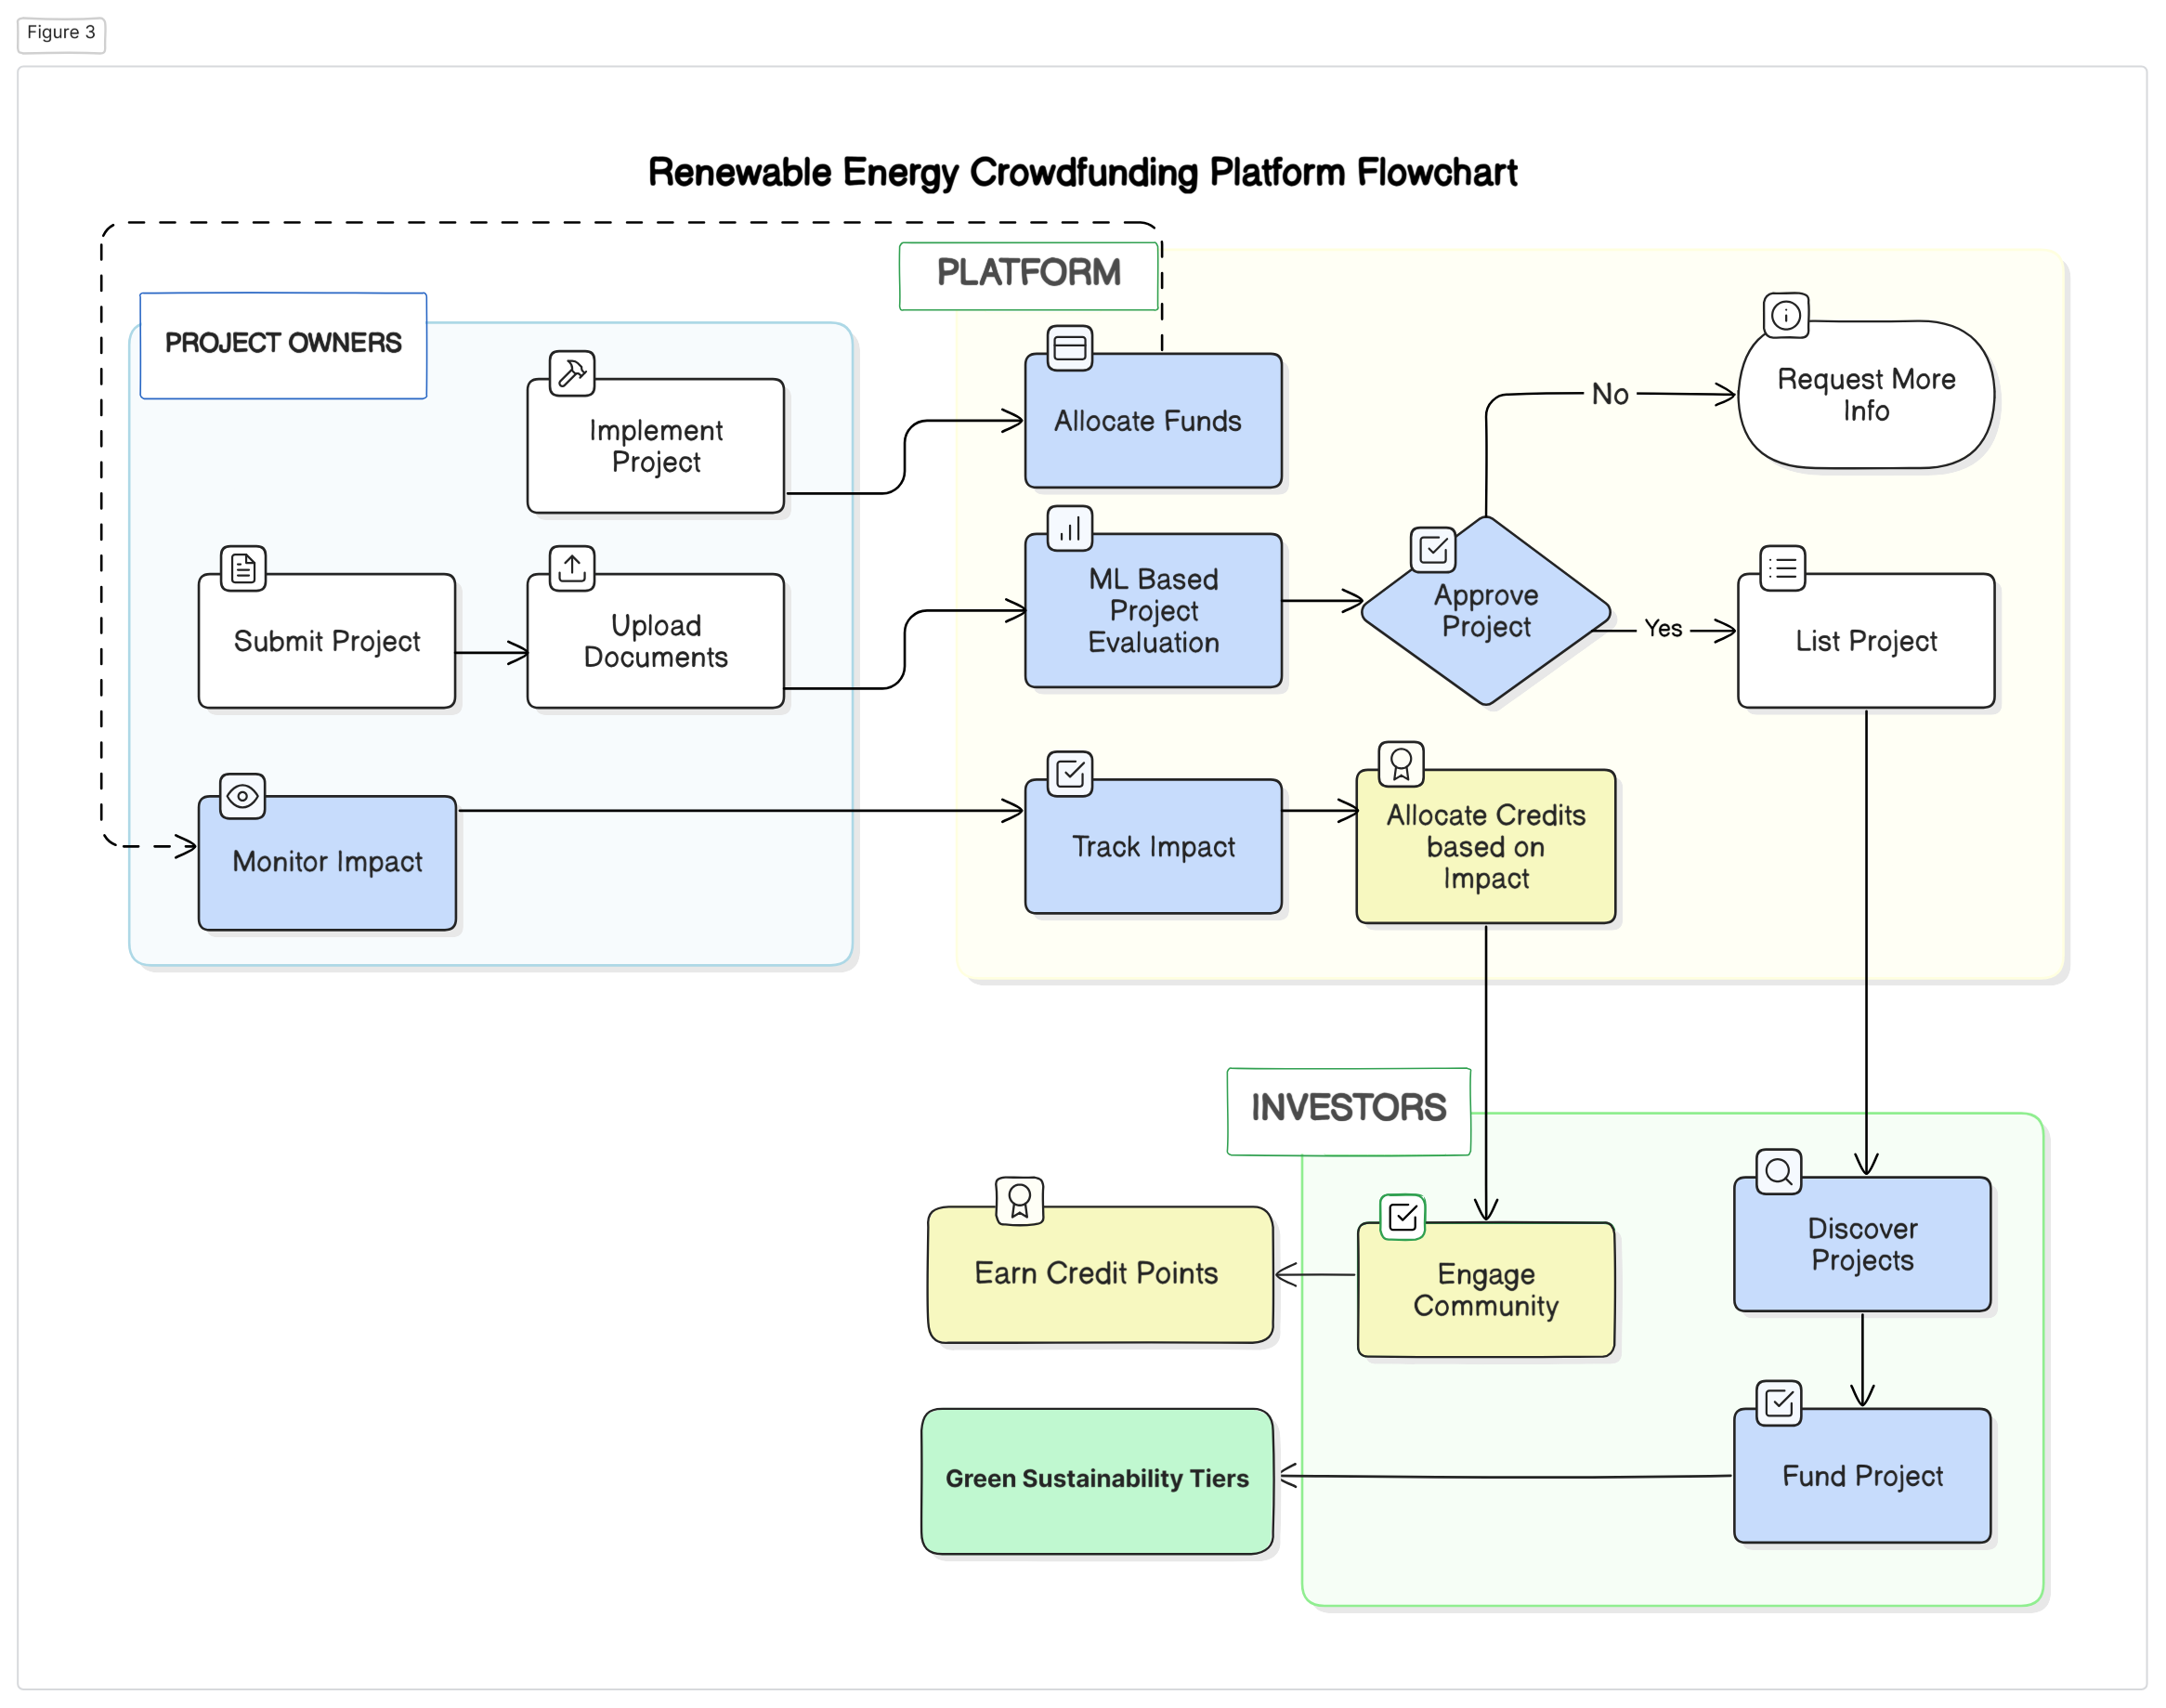 Figure 3
Renewable Energy Crowdfunding Platform Flowchart
PLATFORM
PROJECT OWNERS
Implement
Project
Allocate Funds
No
Request More
Info
Submit Project
Upload
Documents
ML Based
Project
Evaluation
Approve
Project
Yes
List Project
Monitor Impact
Track Impact
Allocate Credits
based on
Impact
INVESTORS
Earn Credit Points
Engage
Community
Discover
Projects
Green Sustainability Tiers
Fund Project